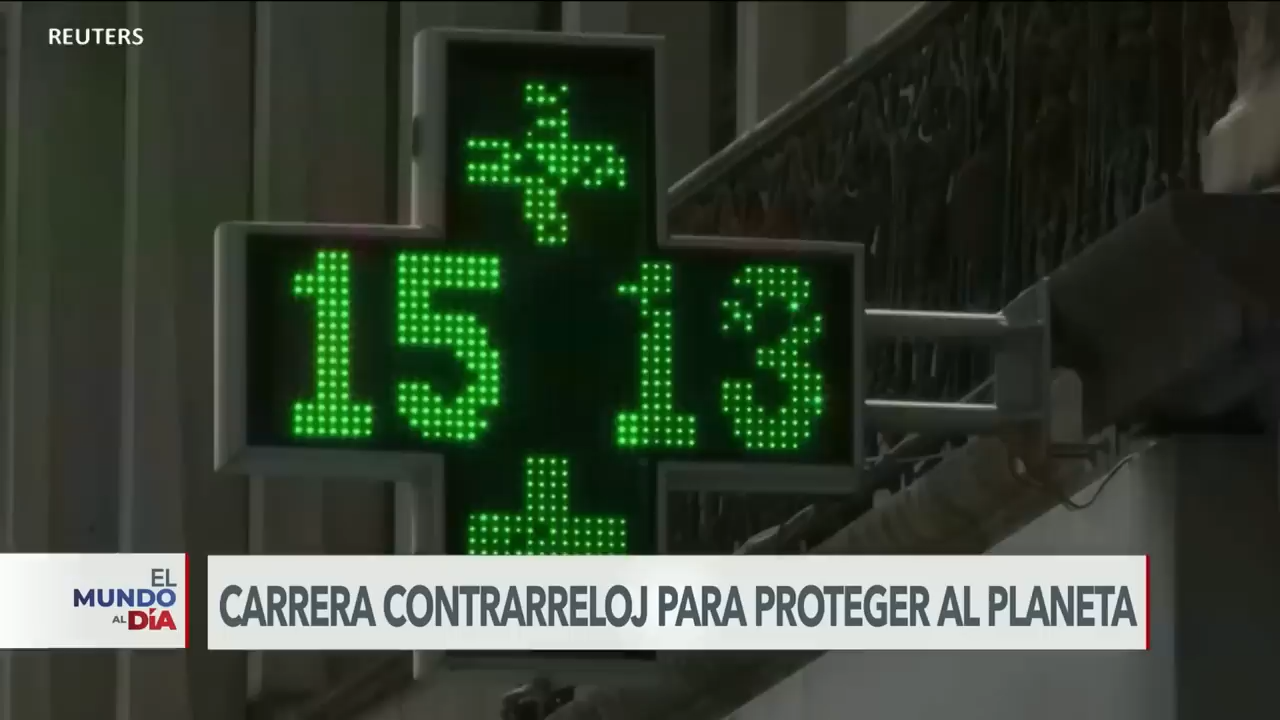 REUTERS
15 13
EL
MUNDO
AL DÍA
CARRERA CONTRARRELOJ PARA PROTEGER AL PLANETA